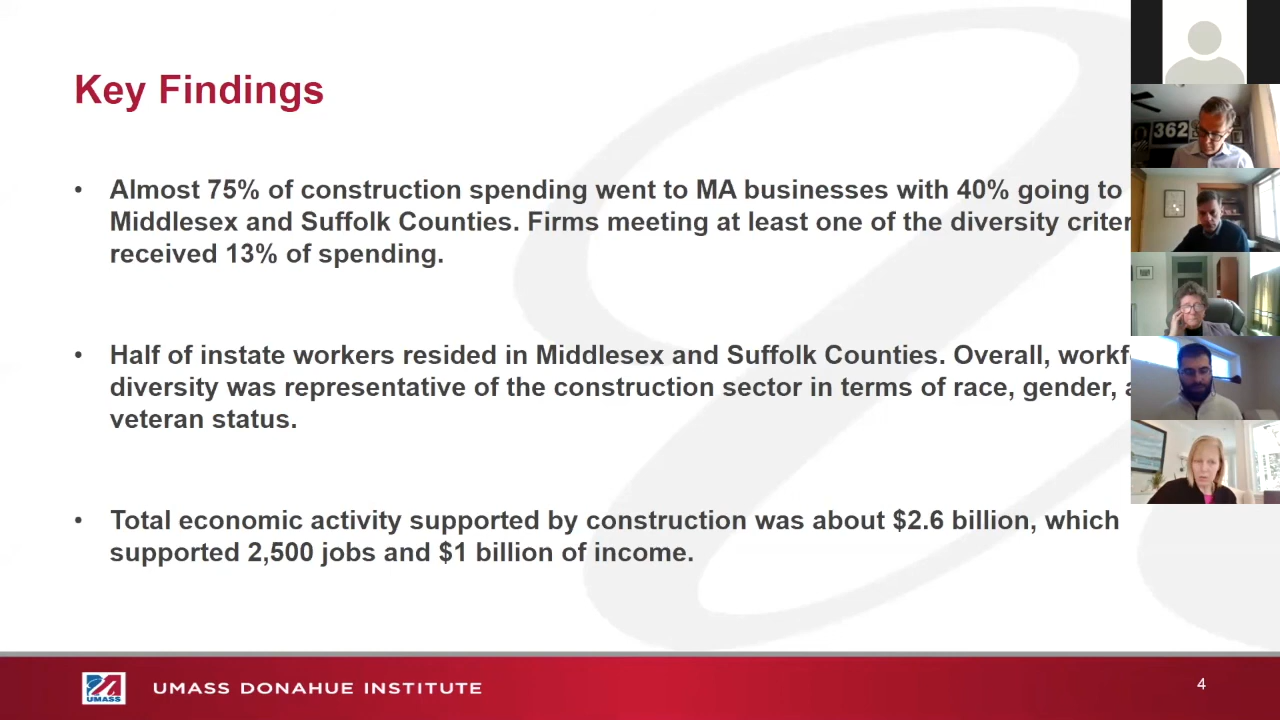 Key Findings
• Almost 75% of construction spending went to MA businesses with 40% going to
Middlesex and Suffolk Counties. Firms meeting at least one of the diversity
received 13% of spending.
• Half of instate workers resided in Middlesex and Suffolk Counties. Overall,
diversity was representative of the construction sector in terms of race, gender,
veteran status.
• Total economic activity supported by construction was about $2.6 billion, which
supported 2,500 jobs and $1 billion of income.
362
UMASS
UMASS DONAHUE INSTITUTE
4